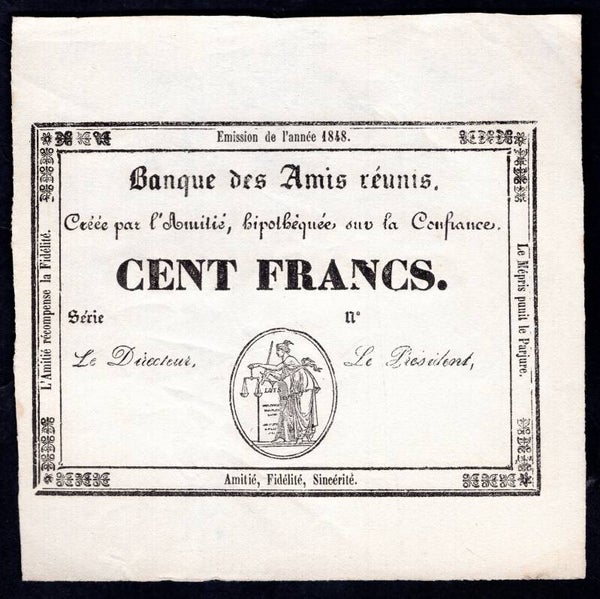 Emission de l'année 1848.
Banque des Amis réunis.
Créée par l'Amitié, hipothéquée sur la Confiance.
CENT FRANCS.
Série N°
Le Directeur, Le Président,
LOIS
Amitié, Fidélité, Sincérité.
L'Amitié récompense la Fidélité.
Le Mépris punit le Parjure.